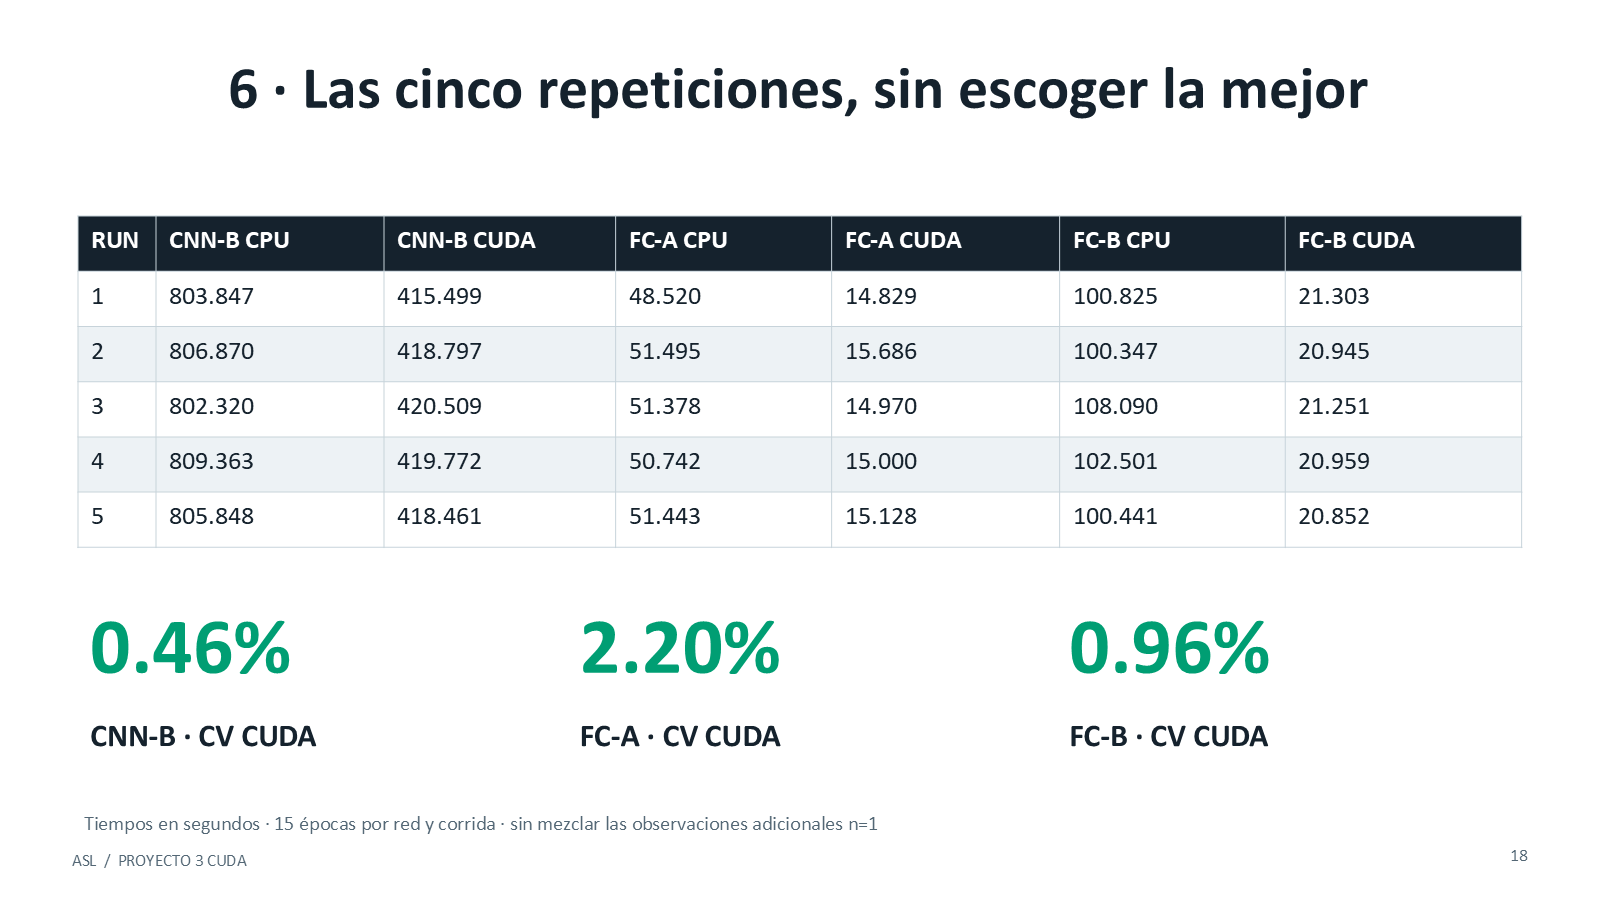 6 · Las cinco repeticiones, sin escoger la mejor
RUN CNN-B CPU CNN-B CUDA FC-A CPU FC-A CUDA FC-B CPU FC-B CUDA
1 803.847 415.499 48.520 14.829 100.825 21.303
2 806.870 418.797 51.495 15.686 100.347 20.945
3 802.320 420.509 51.378 14.970 108.090 21.251
4 809.363 419.772 50.742 15.000 102.501 20.959
5 805.848 418.461 51.443 15.128 100.441 20.852
0.46% 2.20% 0.96%
CNN-B · CV CUDA FC-A · CV CUDA FC-B · CV CUDA
Tiempos en segundos · 15 épocas por red y corrida · sin mezclar las observaciones adicionales n=1
ASL / PROYECTO 3 CUDA 18